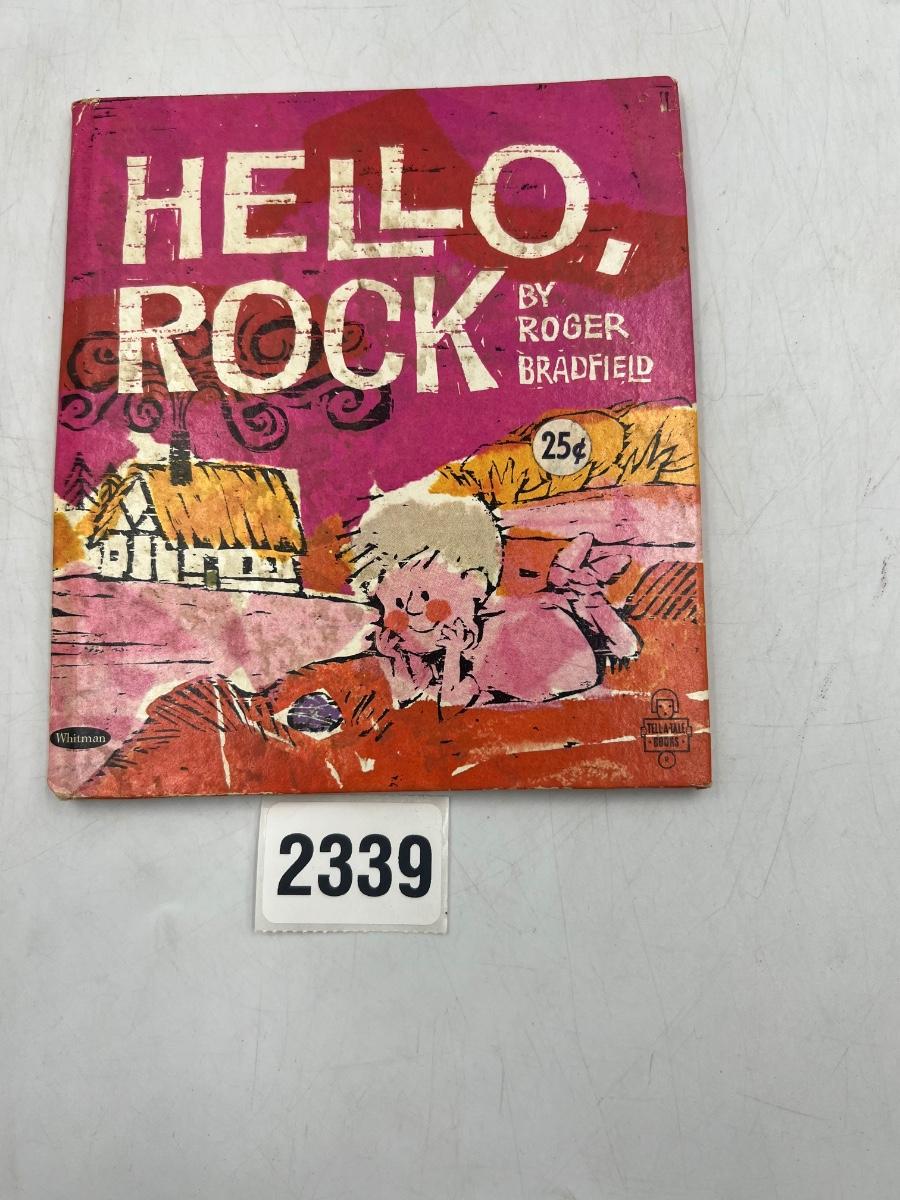 HELLO,
ROCK
BY
ROGER
BRADFIELD
25¢
Whitman
TELL-A-TALE
BOOKS
R
2339